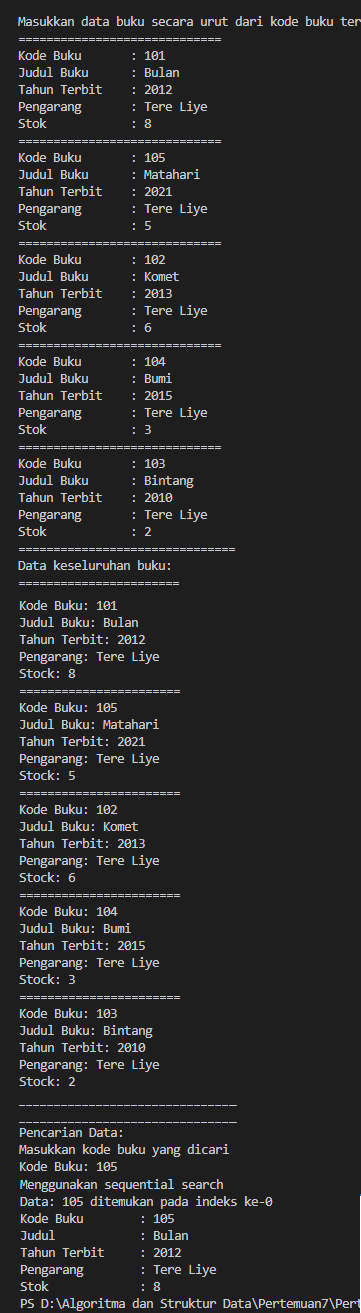 Masukkan data buku secara urut dari kode buku
=============================
Kode Buku       : 101
Judul Buku      : Bulan
Tahun Terbit    : 2012
Pengarang       : Tere Liye
Stok            : 8
=============================
Kode Buku       : 105
Judul Buku      : Matahari
Tahun Terbit    : 2021
Pengarang       : Tere Liye
Stok            : 5
=============================
Kode Buku       : 102
Judul Buku      : Komet
Tahun Terbit    : 2013
Pengarang       : Tere Liye
Stok            : 6
=============================
Kode Buku       : 104
Judul Buku      : Bumi
Tahun Terbit    : 2015
Pengarang       : Tere Liye
Stok            : 3
=============================
Kode Buku       : 103
Judul Buku      : Bintang
Tahun Terbit    : 2010
Pengarang       : Tere Liye
Stok            : 2
===============================
Data keseluruhan buku:
=======================
Kode Buku: 101
Judul Buku: Bulan
Tahun Terbit: 2012
Pengarang: Tere Liye
Stock: 8
=======================
Kode Buku: 105
Judul Buku: Matahari
Tahun Terbit: 2021
Pengarang: Tere Liye
Stock: 5
=======================
Kode Buku: 102
Judul Buku: Komet
Tahun Terbit: 2013
Pengarang: Tere Liye
Stock: 6
=======================
Kode Buku: 104
Judul Buku: Bumi
Tahun Terbit: 2015
Pengarang: Tere Liye
Stock: 3
=======================
Kode Buku: 103
Judul Buku: Bintang
Tahun Terbit: 2010
Pengarang: Tere Liye
Stock: 2
_______________________________
_______________________________
Pencarian Data:
Masukkan kode buku yang dicari
Kode Buku: 105
Menggunakan sequential search
Data: 105 ditemukan pada indeks ke-0
Kode Buku        : 105
Judul            : Bulan
Tahun Terbit     : 2012
Pengarang        : Tere Liye
Stok             : 8
PS D:\Algoritma dan Struktur Data\Pertemuan7\